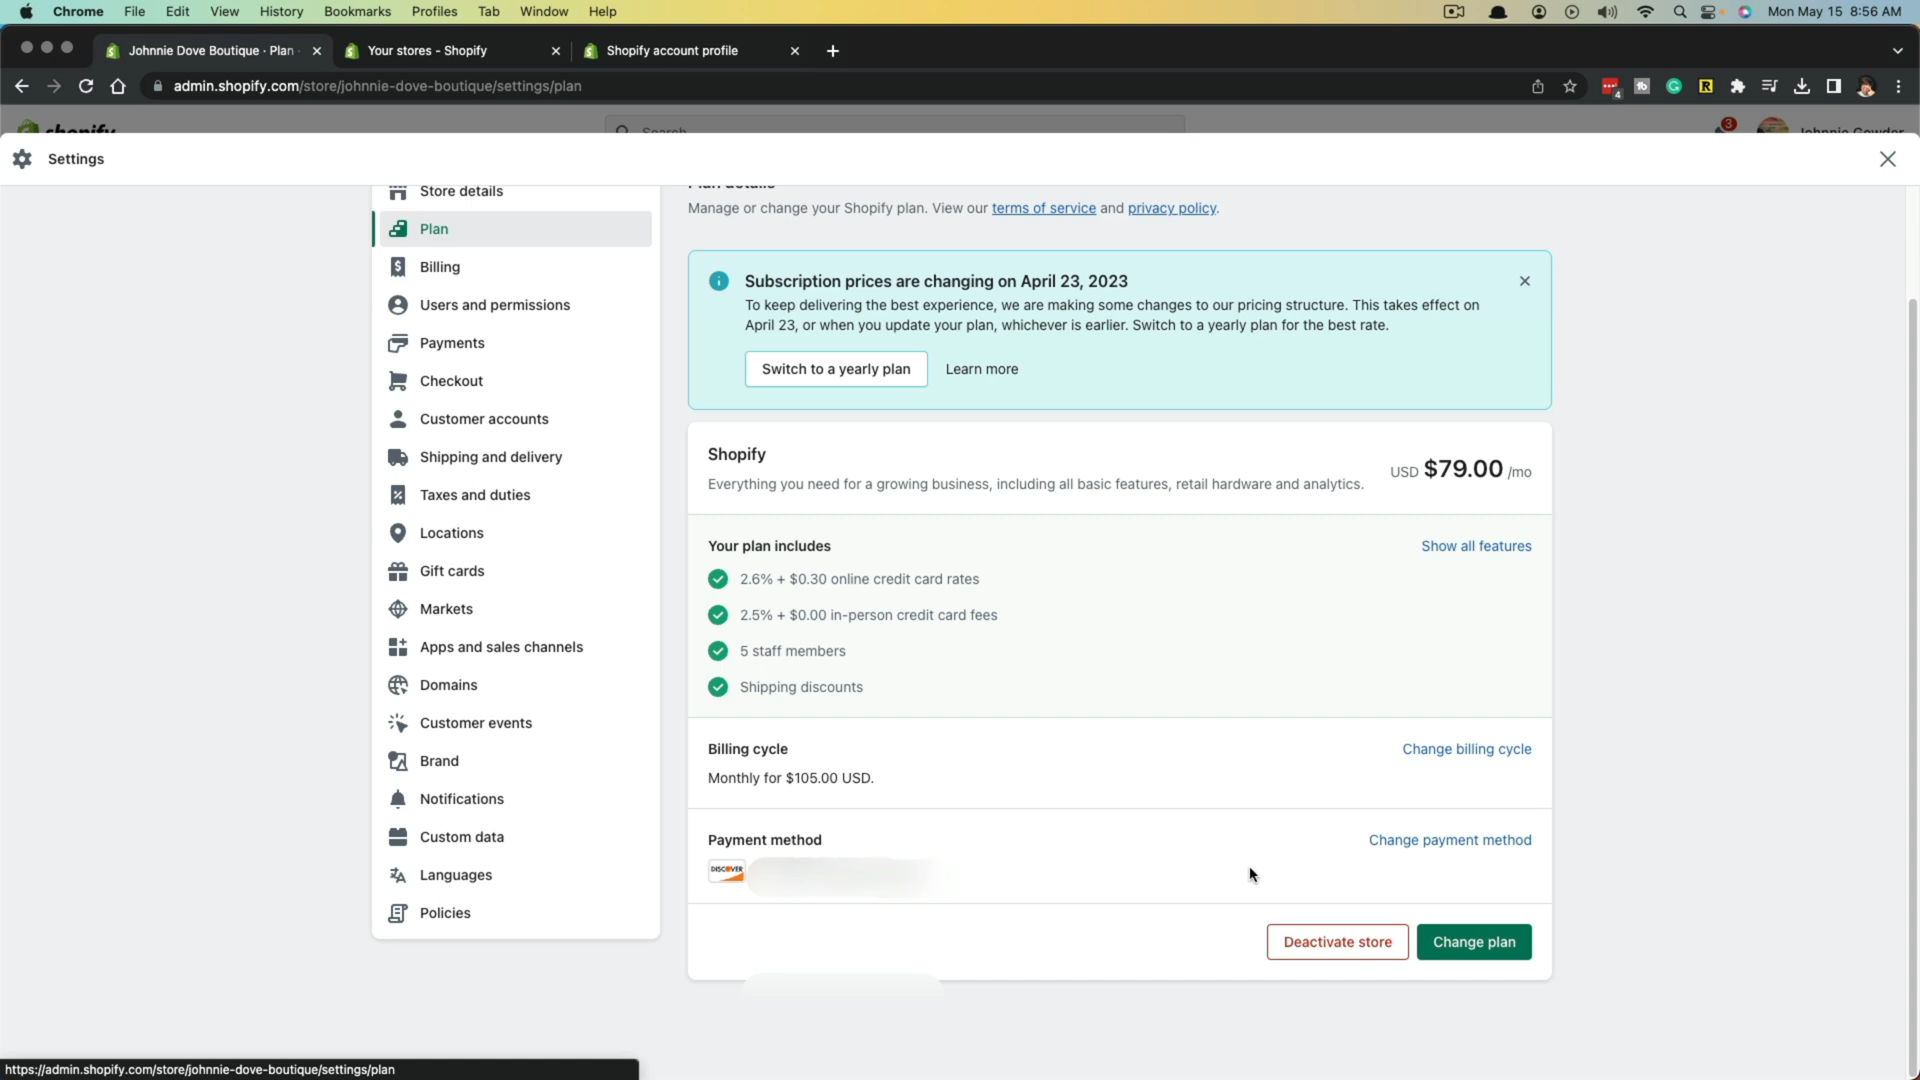 Chrome File Edit View History Bookmarks Profiles Tab Window Help Mon May 15 8:56 AM
Johnnie Dove Boutique · Plan Your stores - Shopify Shopify account profile
admin.shopify.com/store/johnnie-dove-boutique/settings/plan 4
shopify Search 3 Johnnie Gowder
Settings
Store details
Plan
Billing
Users and permissions
Payments
Checkout
Customer accounts
Shipping and delivery
Taxes and duties
Locations
Gift cards
Markets
Apps and sales channels
Domains
Customer events
Brand
Notifications
Custom data
Languages
Policies
Plan details
Manage or change your Shopify plan. View our terms of service and privacy policy.
Subscription prices are changing on April 23, 2023
To keep delivering the best experience, we are making some changes to our pricing structure. This takes effect on
April 23, or when you update your plan, whichever is earlier. Switch to a yearly plan for the best rate.
Switch to a yearly plan Learn more
Shopify
USD $79.00 /mo
Everything you need for a growing business, including all basic features, retail hardware and analytics.
Your plan includes Show all features
2.6% + $0.30 online credit card rates
2.5% + $0.00 in-person credit card fees
5 staff members
Shipping discounts
Billing cycle Change billing cycle
Monthly for $105.00 USD.
Payment method Change payment method
DISCOVER
Deactivate store Change plan
https://admin.shopify.com/store/johnnie-dove-boutique/settings/plan